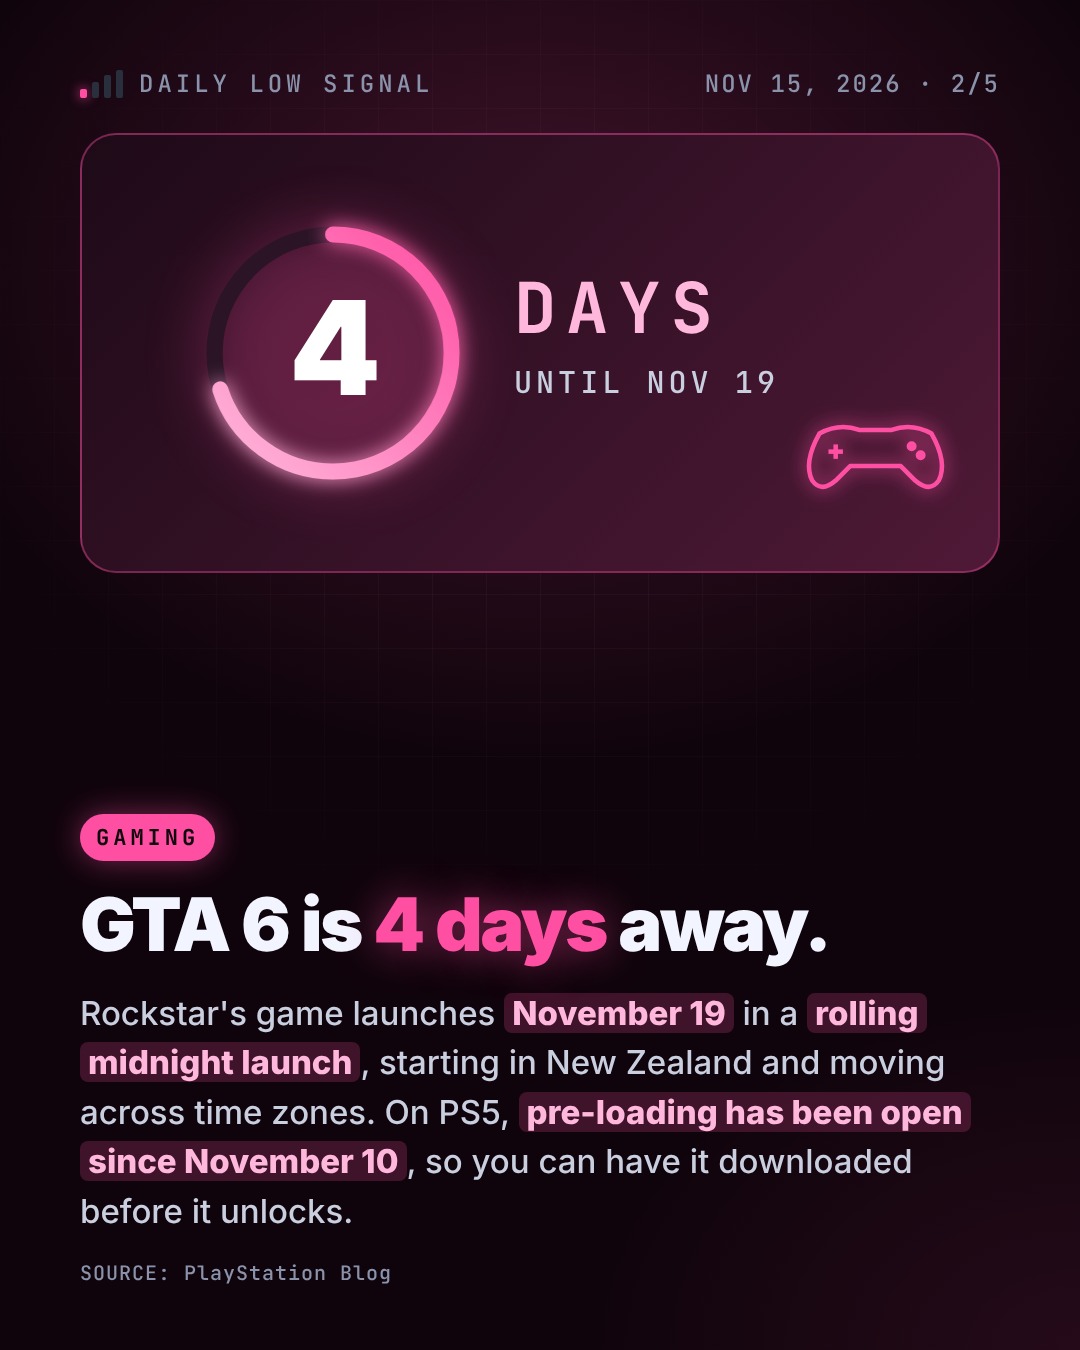 DAILY LOW SIGNAL
NOV 15, 2026 · 2/5
4
DAYS
UNTIL NOV 19
GAMING
GTA 6 is 4 days away.
Rockstar's game launches November 19 in a rolling
midnight launch, starting in New Zealand and moving
across time zones. On PS5, pre-loading has been open
since November 10, so you can have it downloaded
before it unlocks.
SOURCE: PlayStation Blog